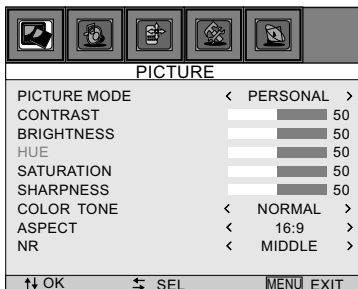 PICTURE
PICTURE MODE < PERSONAL >
CONTRAST 50
BRIGHTNESS 50
HUE 50
SATURATION 50
SHARPNESS 50
COLOR TONE < NORMAL >
ASPECT < 16:9 >
NR < MIDDLE >
OK SEL MENU EXIT